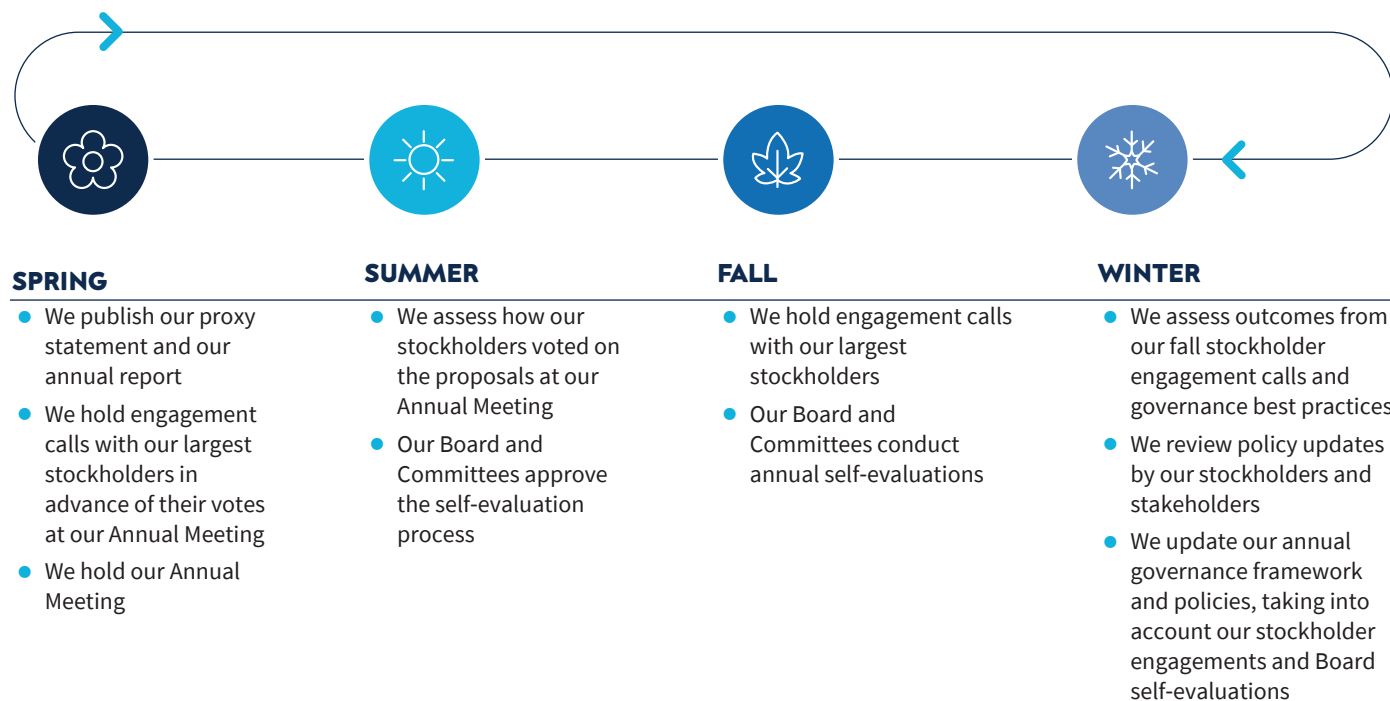 SPRING
We publish our proxy
statement and our
annual report
We hold engagement
calls with our largest
stockholders in
advance of their votes
at our Annual Meeting
We hold our Annual
Meeting
SUMMER
We assess how our
stockholders voted on
the proposals at our
Annual Meeting
Our Board and
Committees approve
the self-evaluation
process
FALL
We hold engagement calls
with our largest
stockholders
Our Board and
Committees conduct
annual self-evaluations
WINTER
We assess outcomes from
our fall stockholder
engagement calls and
governance best practices
We review policy updates
by our stockholders and
stakeholders
We update our annual
governance framework
and policies, taking into
account our stockholder
engagements and Board
self-evaluations